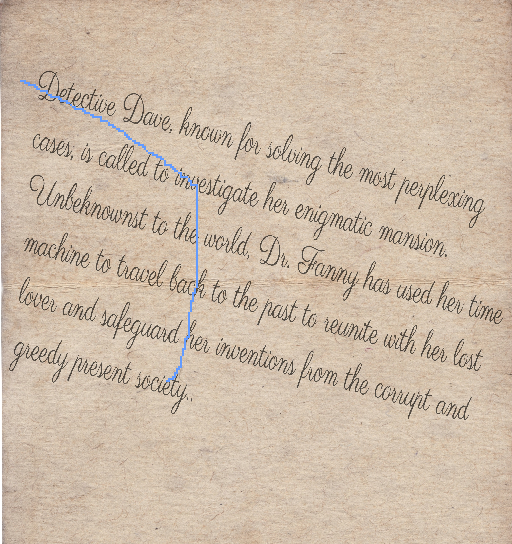 Detective Dave, known for solving the most perplexing
cases, is called to investigate her enigmatic mansion.
Unbeknownst to the world, Dr. Fanny has used her time
machine to travel back to the past to reunite with her lost
lover and safeguard her inventions from the corrupt and
greedy present society..